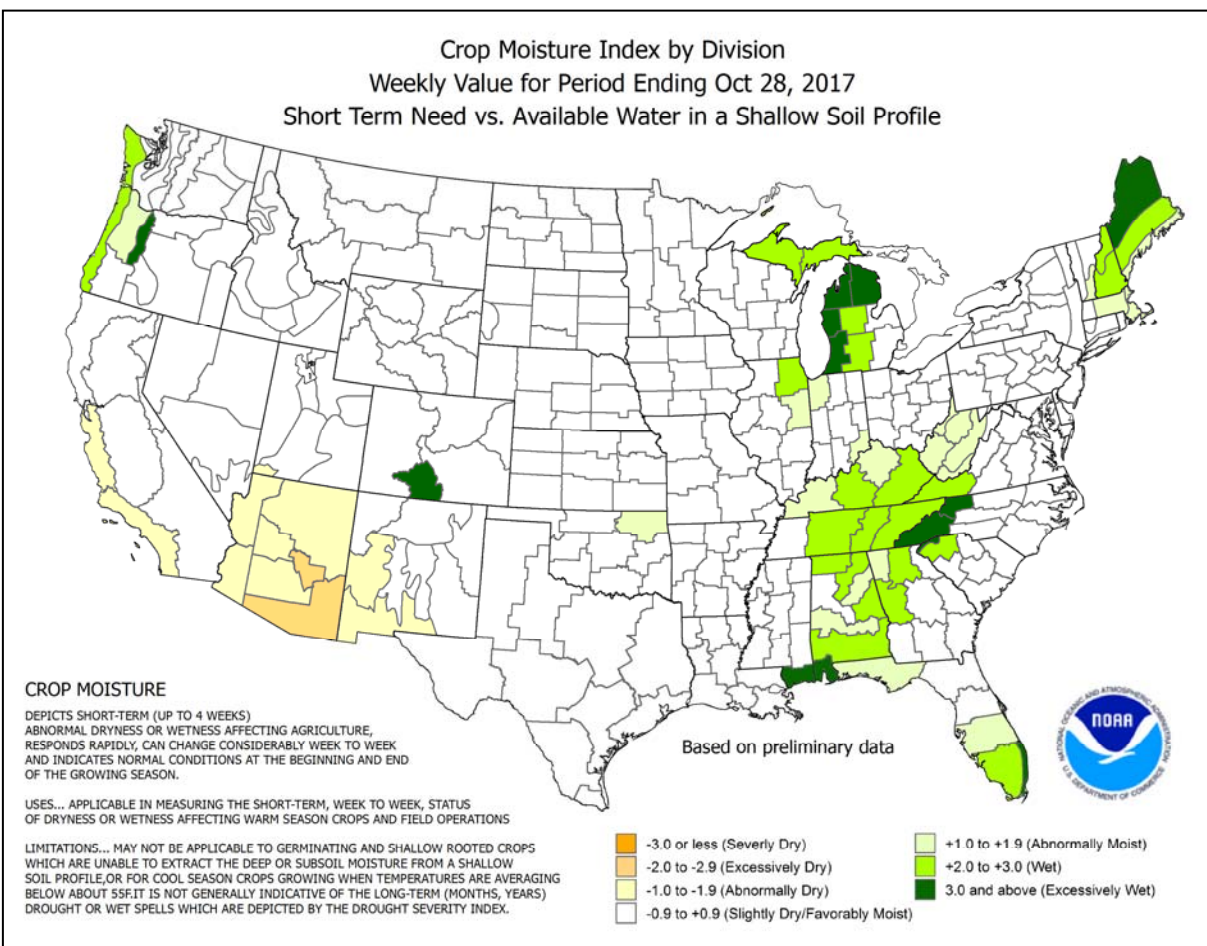 Crop Moisture Index by Division
Weekly Value for Period Ending Oct 28, 2017
Short Term Need vs. Available Water in a Shallow Soil Profile
CROP MOISTURE
DEPICTS SHORT-TERM (UP TO 4 WEEKS)
ABNORMAL DRYNESS OR WETNESS AFFECTING AGRICULTURE,
RESPONDS RAPIDLY, CAN CHANGE CONSIDERABLY WEEK TO WEEK
AND INDICATES NORMAL CONDITIONS AT THE BEGINNING AND END
OF THE GROWING SEASON.
USES... APPLICABLE IN MEASURING THE SHORT-TERM, WEEK TO WEEK, STATUS
OF DRYNESS OR WETNESS AFFECTING WARM SEASON CROPS AND FIELD OPERATIONS
LIMITATIONS... MAY NOT BE APPLICABLE TO GERMINATING AND SHALLOW ROOTED CROPS
WHICH ARE UNABLE TO EXTRACT THE DEEP OR SUBSOIL MOISTURE FROM A SHALLOW
SOIL PROFILE,OR FOR COOL SEASON CROPS GROWING WHEN TEMPERATURES ARE AVERAGING
BELOW ABOUT 55F.IT IS NOT GENERALLY INDICATIVE OF THE LONG-TERM (MONTHS, YEARS)
DROUGHT OR WET SPELLS WHICH ARE DEPICTED BY THE DROUGHT SEVERITY INDEX.
Based on preliminary data
NATIONAL OCEANIC AND ATMOSPHERIC ADMINISTRATION
NOAA
U.S. DEPARTMENT OF COMMERCE
-3.0 or less (Severly Dry)
-2.0 to -2.9 (Excessively Dry)
-1.0 to -1.9 (Abnormally Dry)
-0.9 to +0.9 (Slightly Dry/Favorably Moist)
+1.0 to +1.9 (Abnormally Moist)
+2.0 to +3.0 (Wet)
3.0 and above (Excessively Wet)